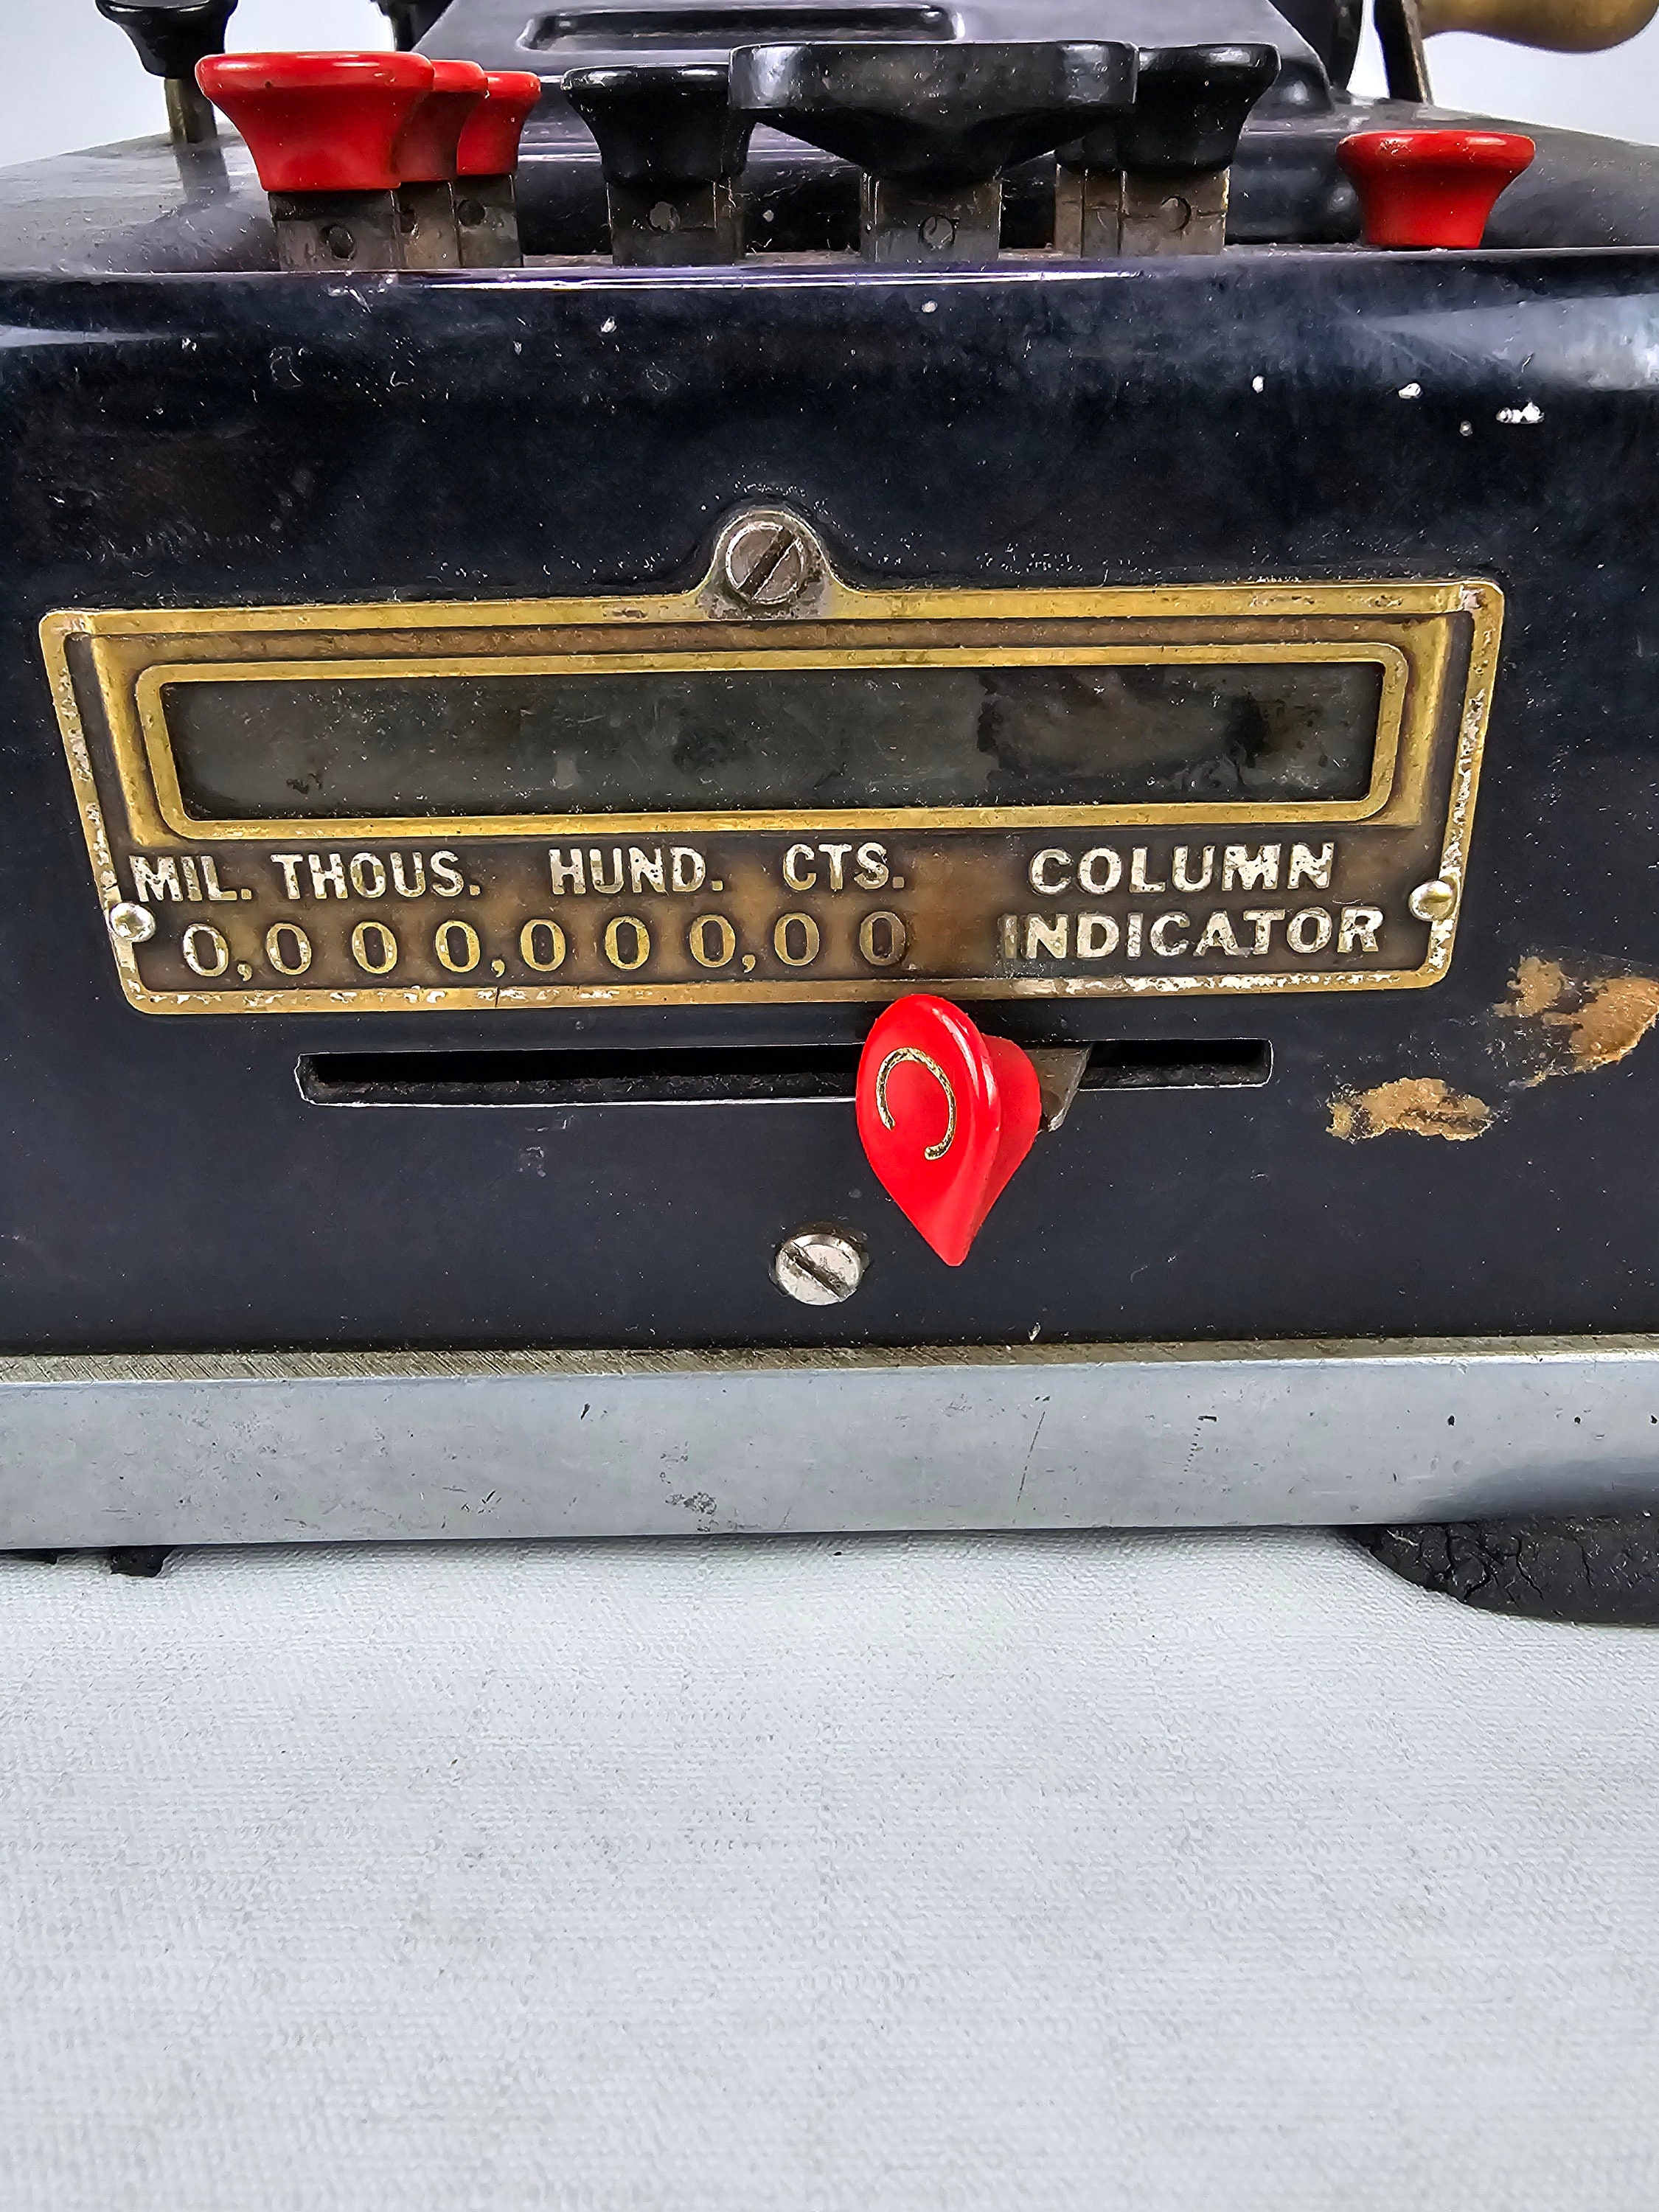 MIL. THOUS. HUND. CTS. COLUMN
0,0 0 0,0 0 0,0 0 INDICATOR
C